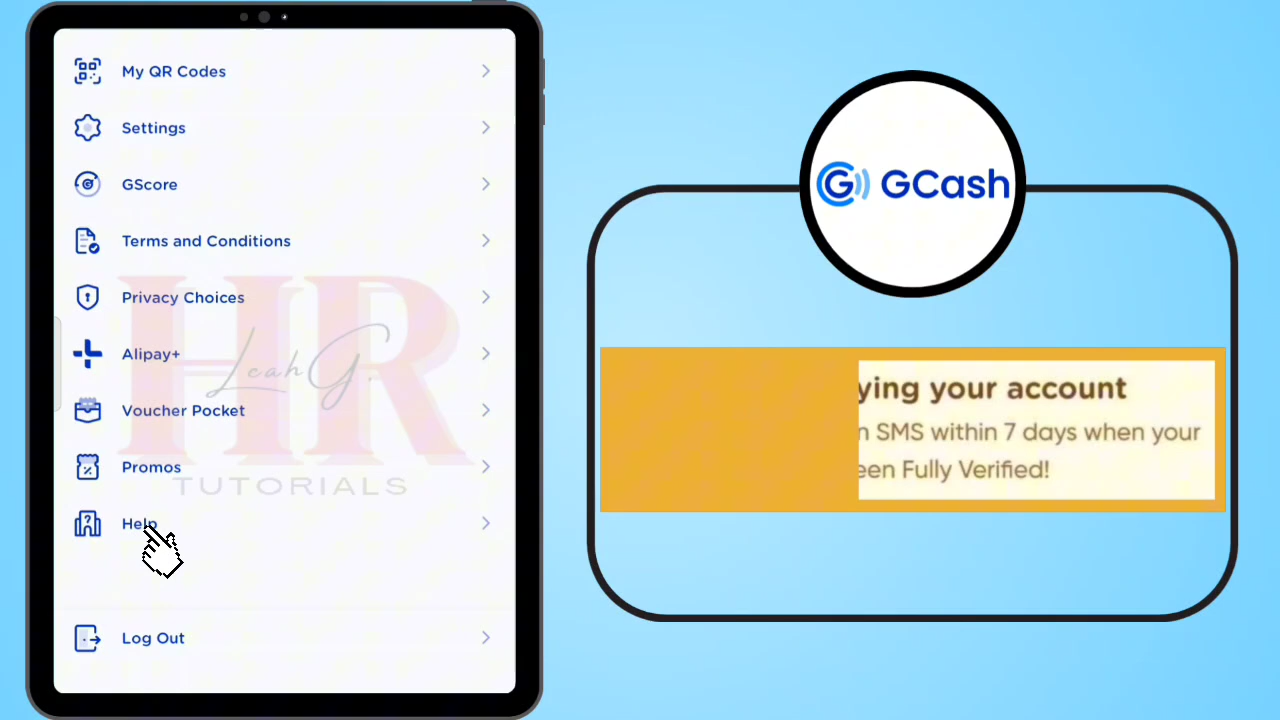 My QR Codes
Settings
GScore
Terms and Conditions
Privacy Choices
Alipay+
Voucher Pocket
Promos
Help
Log Out
HR
Leah G.
TUTORIALS
G GCash
ying your account
n SMS within 7 days when your
een Fully Verified!